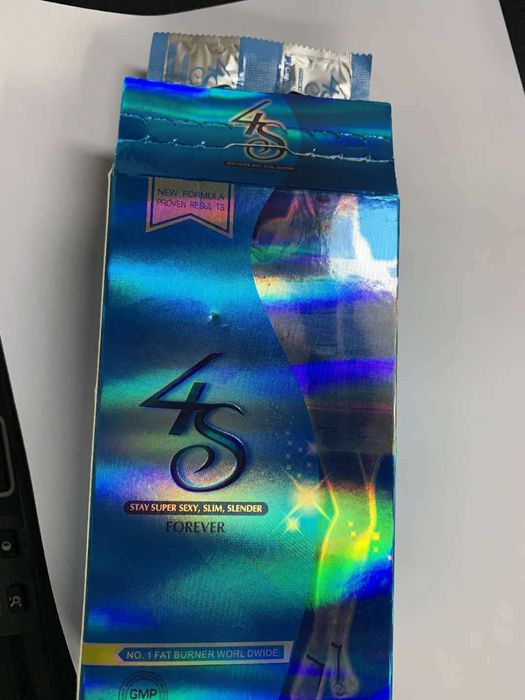 4S
NEW FORMULA
PROVEN RESULTS
4S
STAY SUPER SEXY, SLIM, SLENDER
FOREVER
NO. 1 FAT BURNER WORLDWIDE
GMP